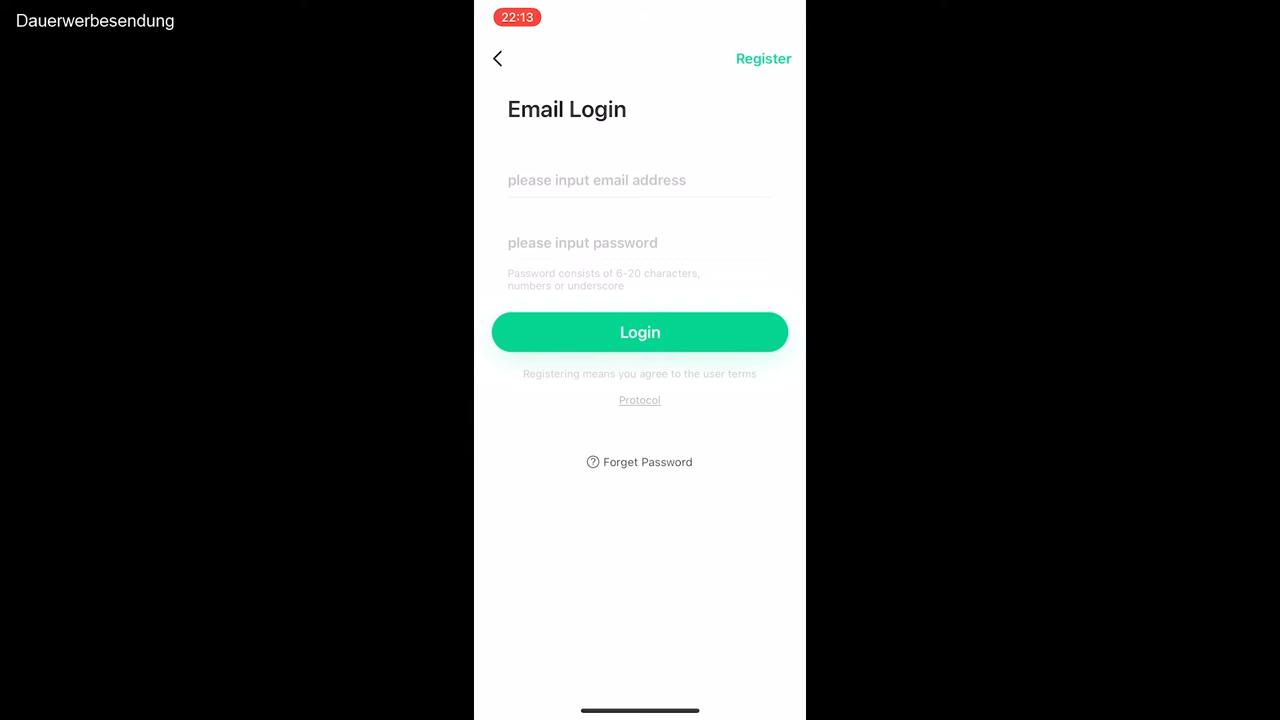 Dauerwerbesendung
22:13
Register
Email Login
please input email address
please input password
Password consists of 6-20 characters,
numbers or underscore
Login
Registering means you agree to the user terms
Protocol
Forget Password